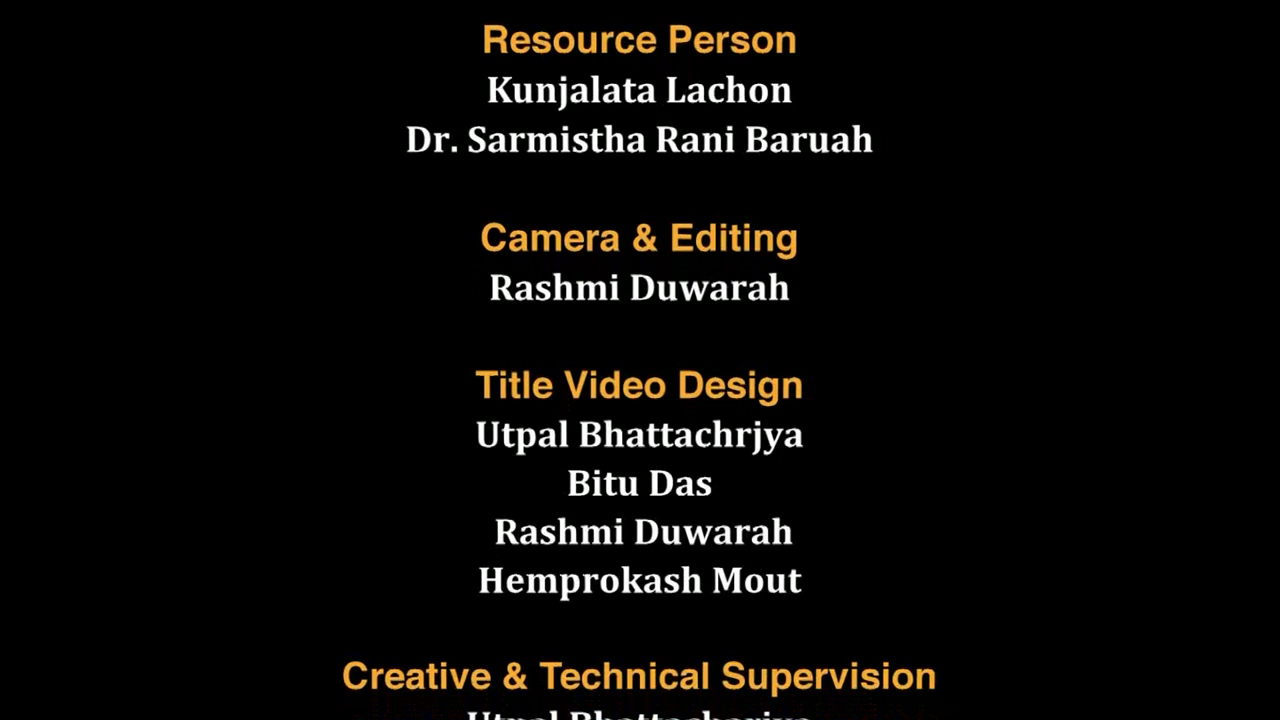 Resource Person
Kunjalata Lachon
Dr. Sarmistha Rani Baruah
Camera & Editing
Rashmi Duwarah
Title Video Design
Utpal Bhattachrjya
Bitu Das
Rashmi Duwarah
Hemprokash Mout
Creative & Technical Supervision
Utpal